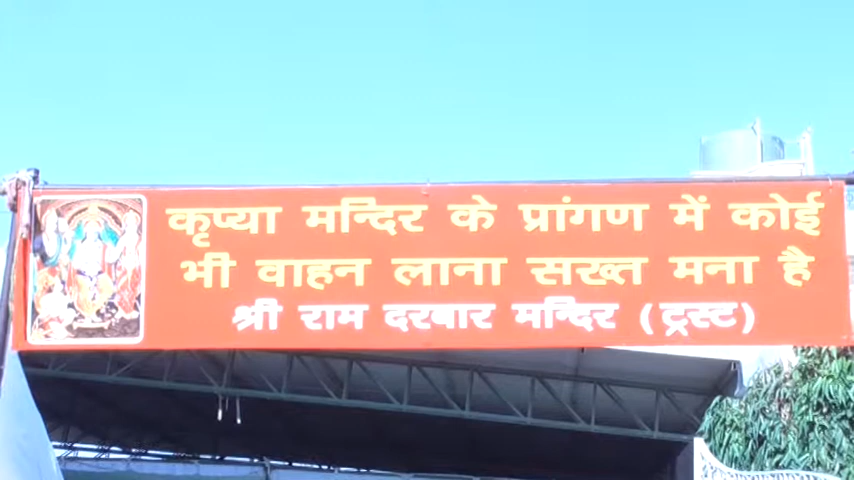 कृप्या मन्दिर के प्रांगण में कोई
भी वाहन लाना सख्त मना है
श्री राम दरबार मन्दिर (ट्रस्ट)